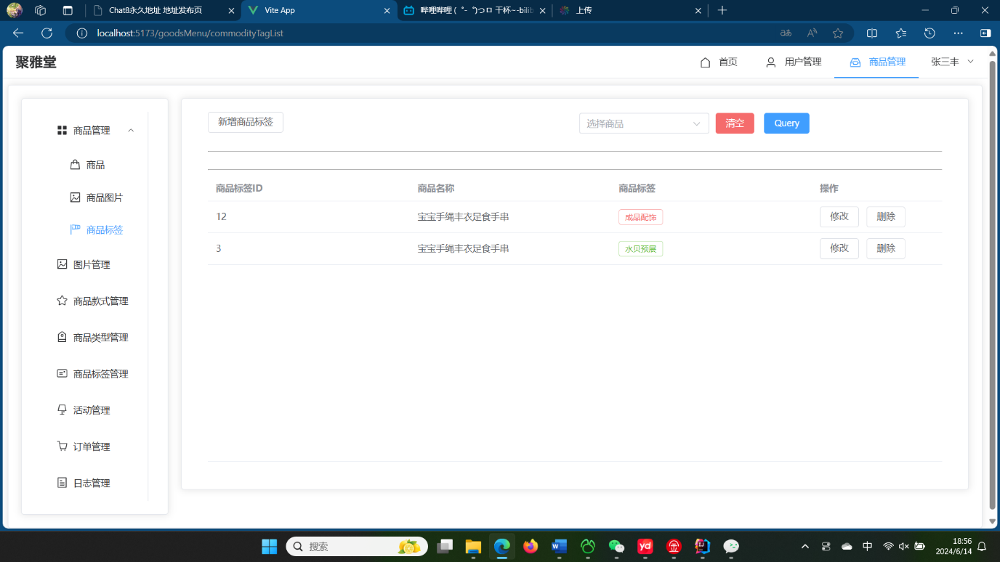 Chat8永久地址 地址发布页
Vite App
哔哩哔哩 (゜-゜)つロ 干杯~-bilib
上传
localhost:5173/goodsMenu/commodityTagList
聚雅堂
首页
用户管理
商品管理
张三丰
商品管理
商品
商品图片
商品标签
图片管理
商品款式管理
商品类型管理
商品标签管理
活动管理
订单管理
日志管理
新增商品标签
选择商品
清空
Query
商品标签ID 商品名称 商品标签 操作
12 宝宝手绳丰衣足食手串 成品配饰 修改 删除
3 宝宝手绳丰衣足食手串 水贝预展 修改 删除
搜索
yd
金
中
18:56
2024/6/14